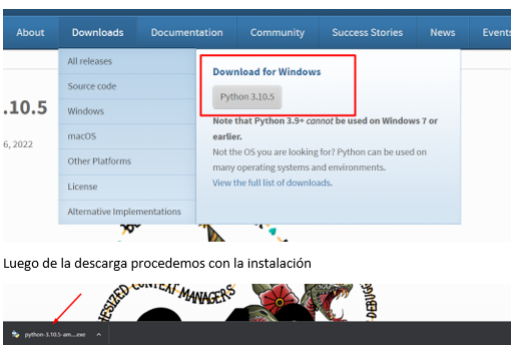 About Downloads Documentation Community Success Stories News Events
All releases
Source code
Windows
macOS
Other Platforms
License
Alternative Implementations
Download for Windows
Python 3.10.5
Note that Python 3.9+ cannot be used on Windows 7 or
earlier.
Not the OS you are looking for? Python can be used on
many operating systems and environments.
View the full list of downloads.
.10.5
6, 2022
Luego de la descarga procedemos con la instalación
MANAGERS
python-3.10.5-am....exe